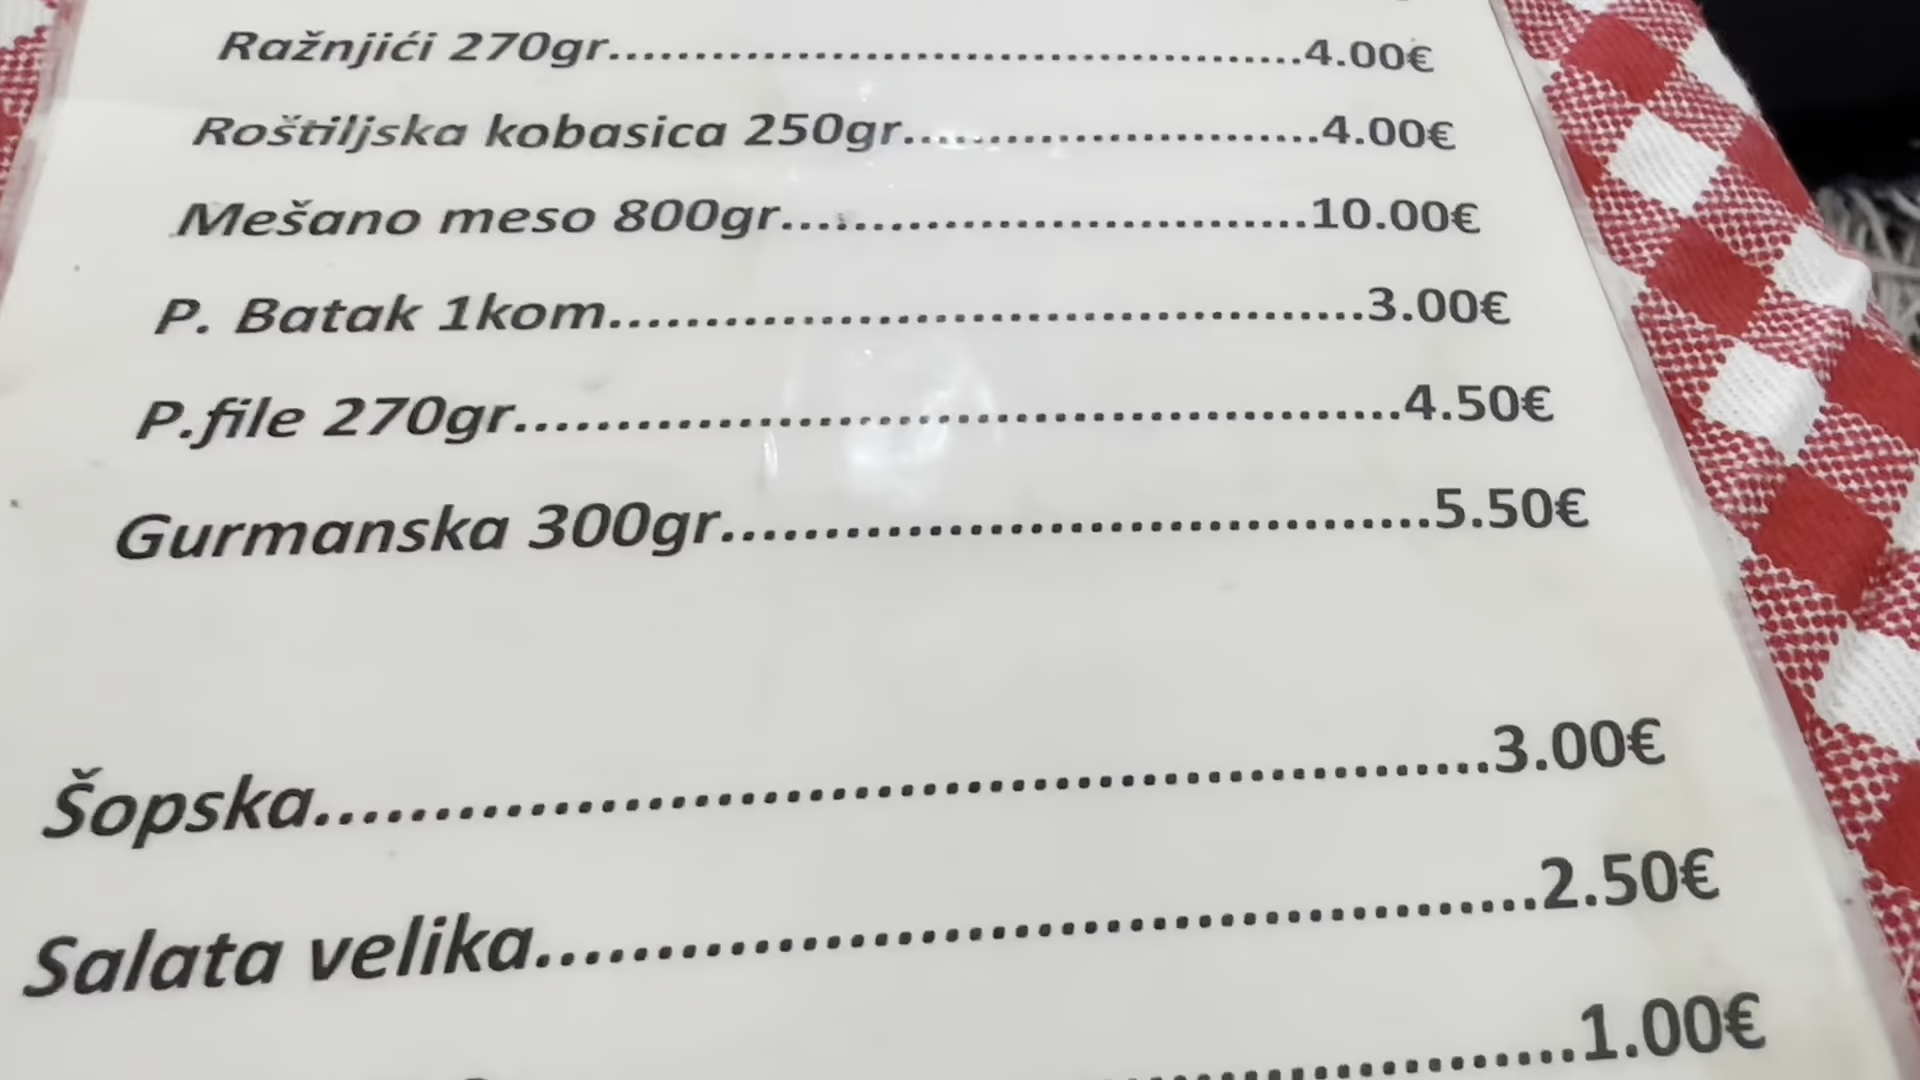 Ražnjići 270gr..........................................4.00€
Roštiljska kobasica 250gr.........................4.00€
Mešano meso 800gr................................10.00€
P. Batak 1kom.............................................3.00€
P.file 270gr....................................................4.50€
Gurmanska 300gr.....................................5.50€
Šopska..................................................3.00€
Salata velika...........................................2.50€
....................1.00€